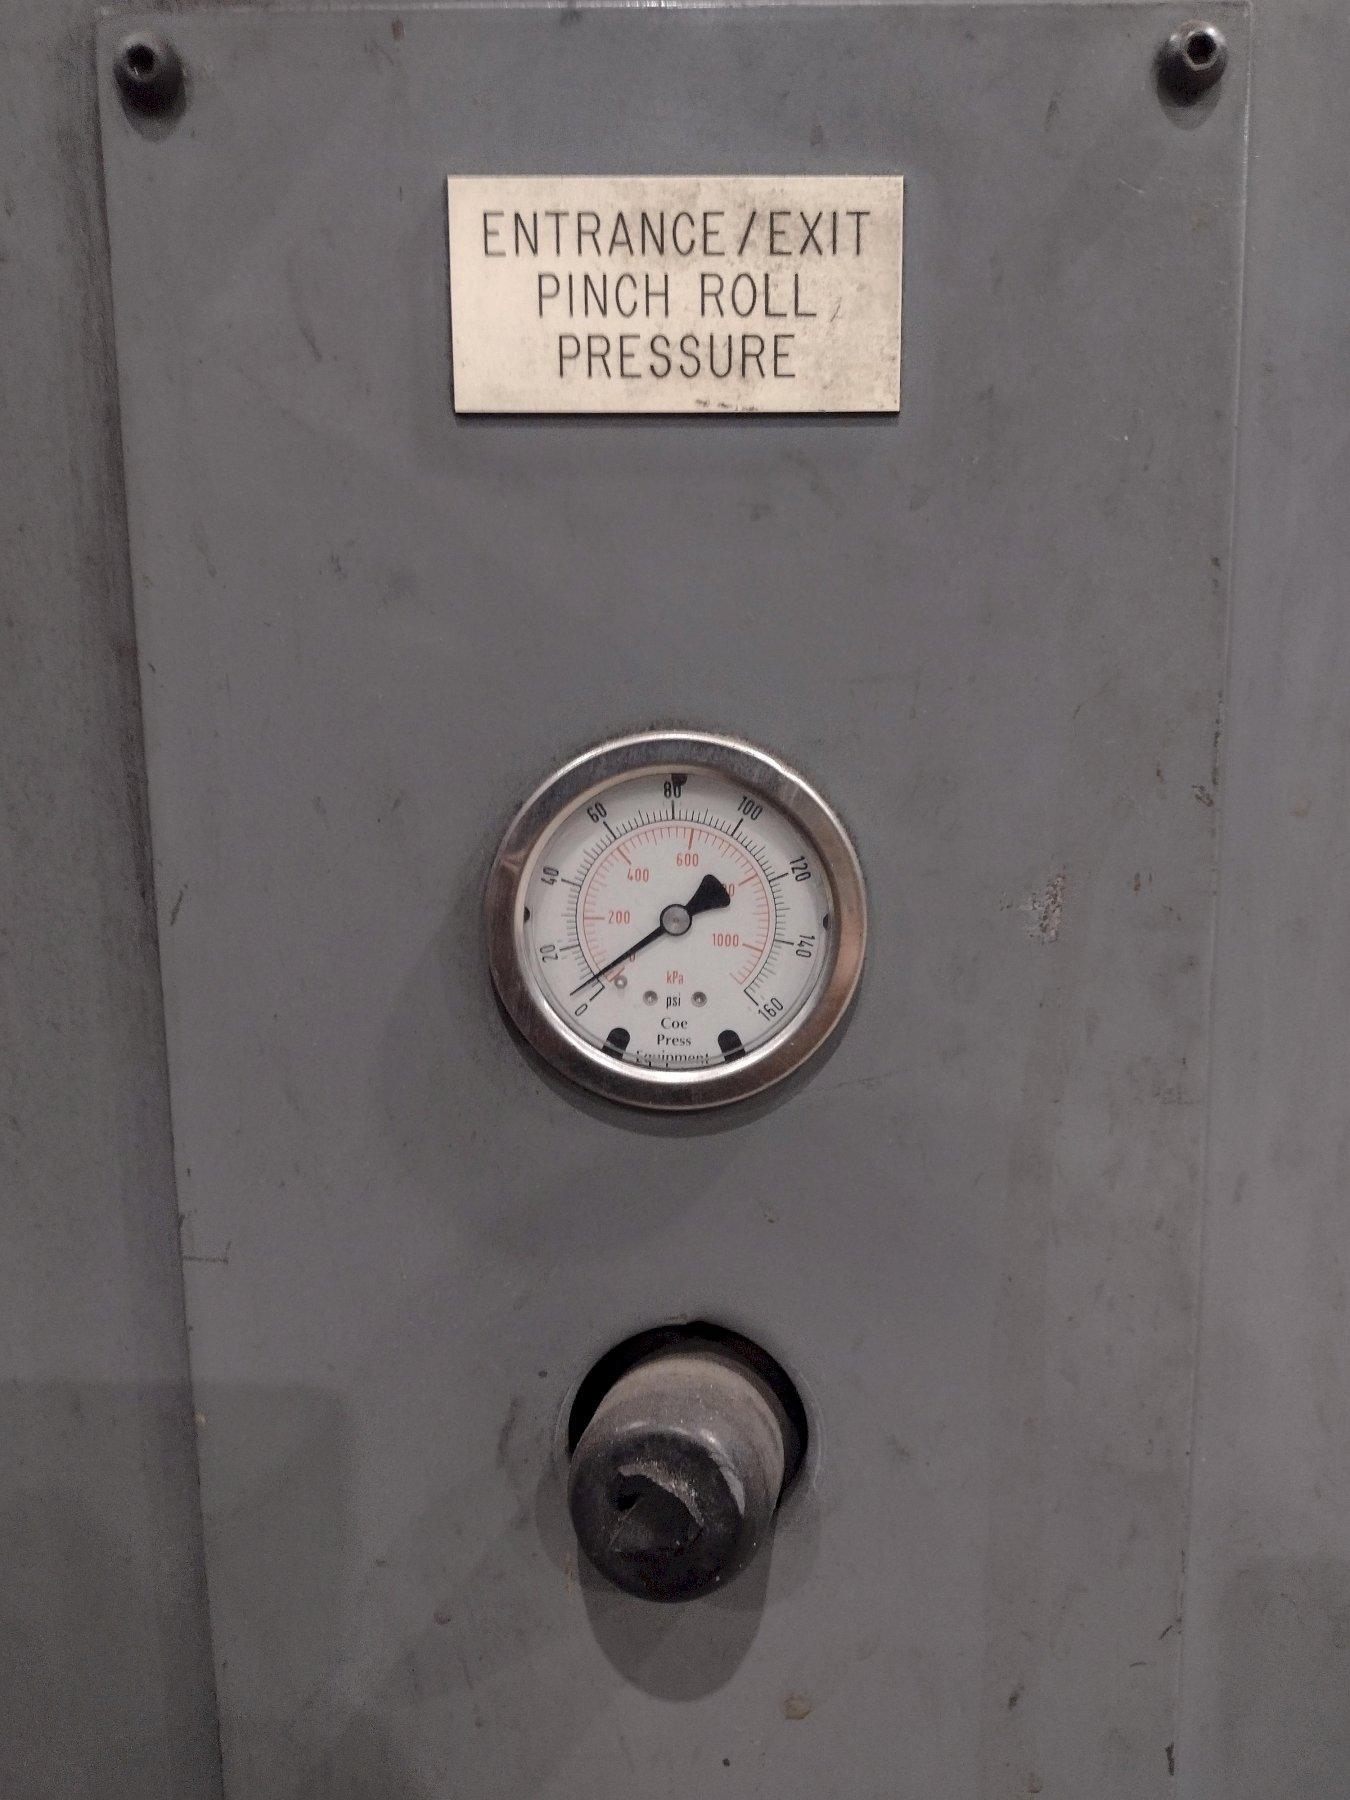 ENTRANCE/EXIT
PINCH ROLL
PRESSURE
80
60
100
600
40
400
120
200
1000
20
140
kPa
psi
0
160
Coe
Press
Equipment